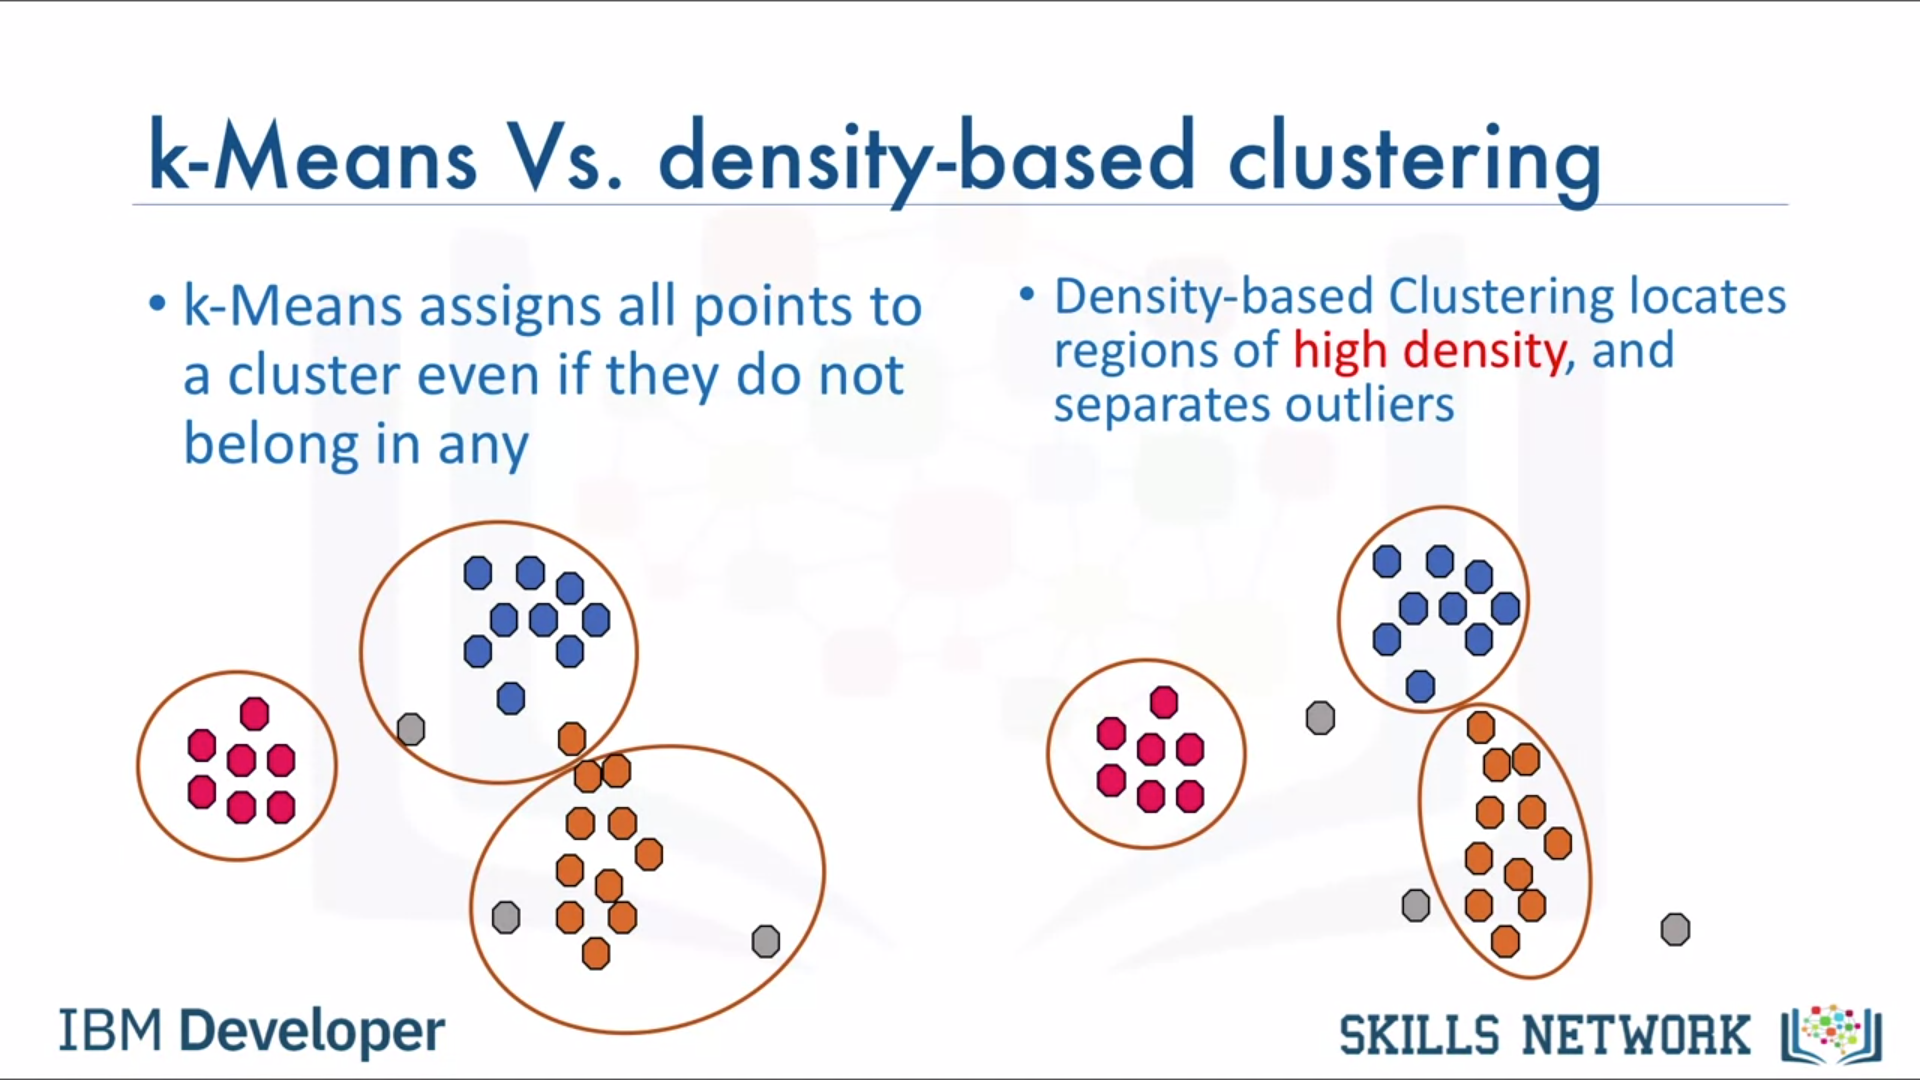 k-Means Vs. density-based clustering
• k-Means assigns all points to
a cluster even if they do not
belong in any
• Density-based Clustering locates
regions of high density, and
separates outliers
IBM Developer
SKILLS NETWORK